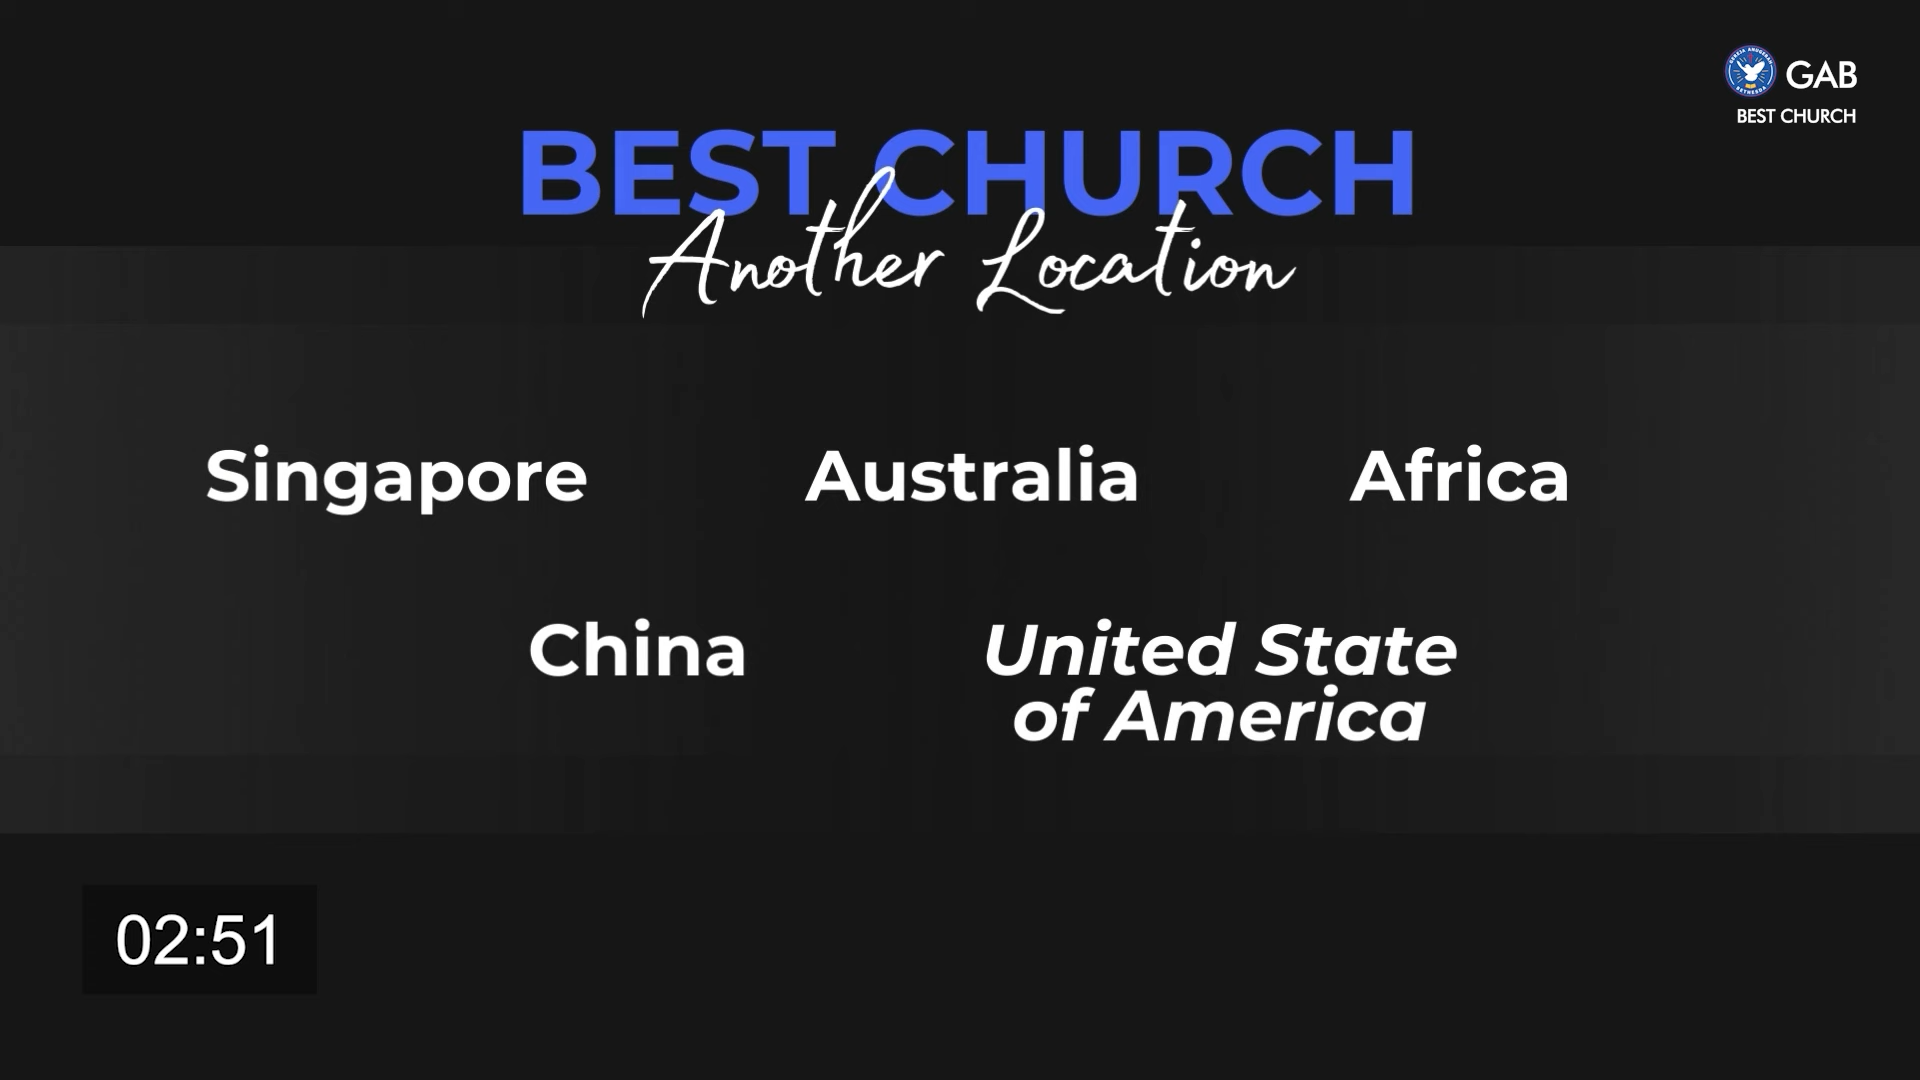 GAB
BEST CHURCH
BEST CHURCH
Another Location
Singapore
Australia
Africa
China
United State
of America
02:51